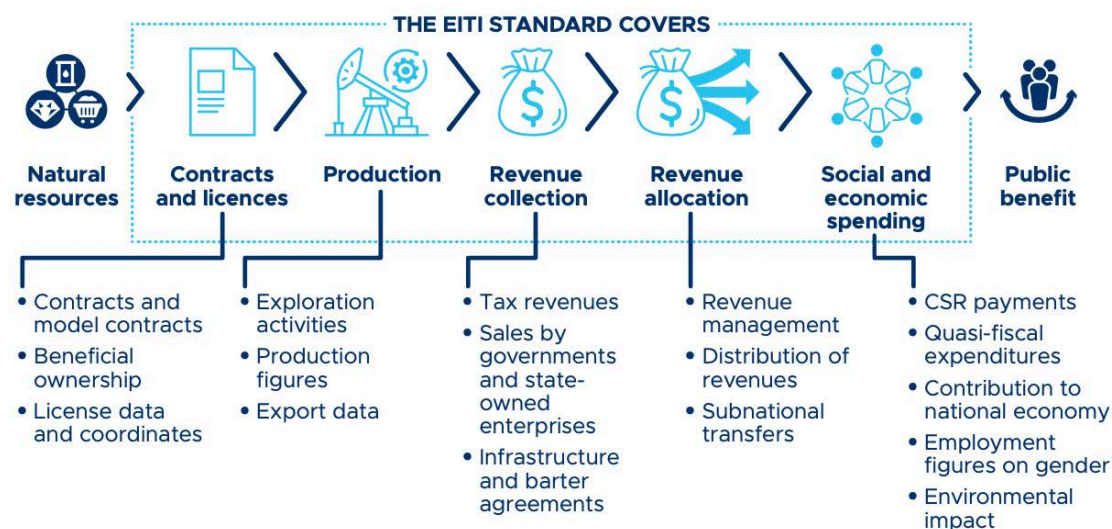 THE EITI STANDARD COVERS
$
$
Natural
resources
Contracts
and licences
Production
Revenue
collection
Revenue
allocation
Social and
economic
spending
Public
benefit
• Contracts and
model contracts
• Beneficial
ownership
• License data
and coordinates
• Exploration
activities
• Production
figures
• Export data
• Tax revenues
• Sales by
governments
and state-
owned
enterprises
• Infrastructure
and barter
agreements
• Revenue
management
• Distribution of
revenues
• Subnational
transfers
• CSR payments
• Quasi-fiscal
expenditures
• Contribution to
national economy
• Employment
figures on gender
• Environmental
impact